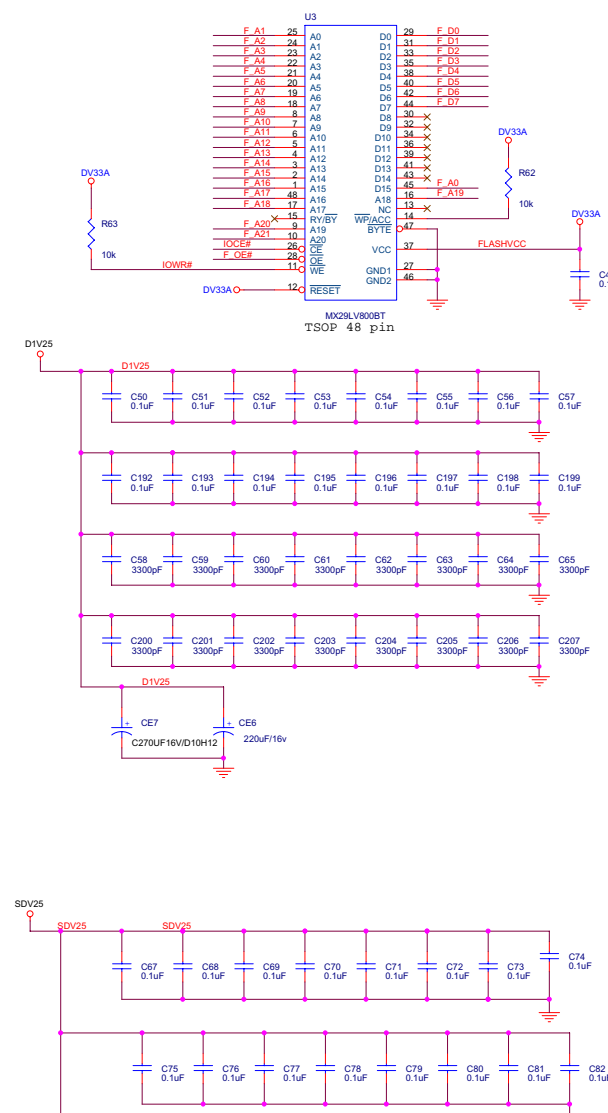 U3
F_A1 25 A0 D0 29 F_D0
F_A2 24 A1 D1 31 F_D1
F_A3 23 A2 D2 33 F_D2
F_A4 22 A3 D3 35 F_D3
F_A5 21 A4 D4 38 F_D4
F_A6 20 A5 D5 40 F_D5
F_A7 19 A6 D6 42 F_D6
F_A8 18 A7 D7 44 F_D7
F_A9 8 A8 D8 30
F_A10 7 A9 D9 32
F_A11 6 A10 D10 34
F_A12 5 A11 D11 36
F_A13 4 A12 D12 39
F_A14 3 A13 D13 41
F_A15 2 A14 D14 43
F_A16 1 A15 D15 45 F_A0
F_A17 48 A16 A18 16 F_A19
F_A18 17 A17 NC 13
15 RY/BY WP/ACC 14
F_A20 9 A19 BYTE 47
F_A21 10 A20
IOCE# 26 CE VCC 37 FLASHVCC
F_OE# 28 OE
IOWR# 11 WE GND1 27
GND2 46
DV33A 12 RESET
DV33A
R63
10k
DV33A
R62
10k
DV33A
MX29LV800BT
TSOP 48 pin
D1V25
D1V25
C50 C51 C52 C53 C54 C55 C56 C57
0.1uF 0.1uF 0.1uF 0.1uF 0.1uF 0.1uF 0.1uF 0.1uF
C192 C193 C194 C195 C196 C197 C198 C199
0.1uF 0.1uF 0.1uF 0.1uF 0.1uF 0.1uF 0.1uF 0.1uF
C58 C59 C60 C61 C62 C63 C64 C65
3300pF 3300pF 3300pF 3300pF 3300pF 3300pF 3300pF 3300pF
C200 C201 C202 C203 C204 C205 C206 C207
3300pF 3300pF 3300pF 3300pF 3300pF 3300pF 3300pF 3300pF
D1V25
+ CE7 + CE6
C270UF16V/D10H12 220uF/16v
SDV25
SDV25 SDV25
C67 C68 C69 C70 C71 C72 C73 C74
0.1uF 0.1uF 0.1uF 0.1uF 0.1uF 0.1uF 0.1uF 0.1uF
C75 C76 C77 C78 C79 C80 C81 C82
0.1uF 0.1uF 0.1uF 0.1uF 0.1uF 0.1uF 0.1uF